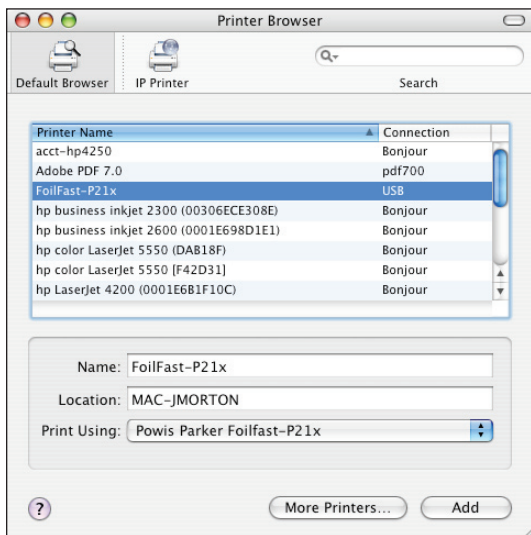 Printer Browser
Default Browser IP Printer Search
Printer Name Connection
acct-hp4250 Bonjour
Adobe PDF 7.0 pdf700
FoilFast-P21x USB
hp business inkjet 2300 (00306ECE308E) Bonjour
hp business inkjet 2600 (0001E698D1E1) Bonjour
hp color LaserJet 5550 (DAB18F) Bonjour
hp color LaserJet 5550 [F42D31] Bonjour
hp LaserJet 4200 (0001E6B1F10C) Bonjour
Name: FoilFast-P21x
Location: MAC-JMORTON
Print Using: Powis Parker Foilfast-P21x
? More Printers... Add